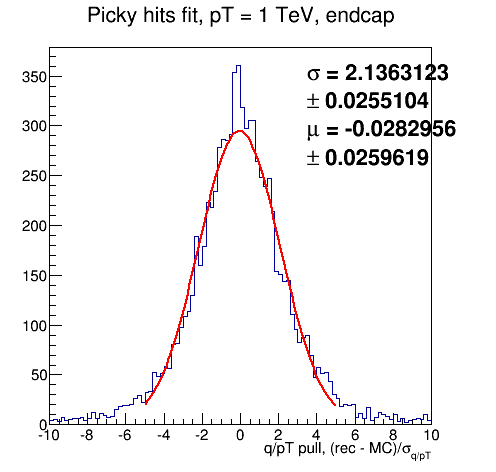 Picky hits fit, pT = 1 TeV, endcap
σ = 2.1363123
± 0.0255104
μ = -0.0282956
± 0.0259619
350
300
250
200
150
100
50
0
-10 -8 -6 -4 -2 0 2 4 6 8 10
q/pT pull, (rec - MC)/σq/pT